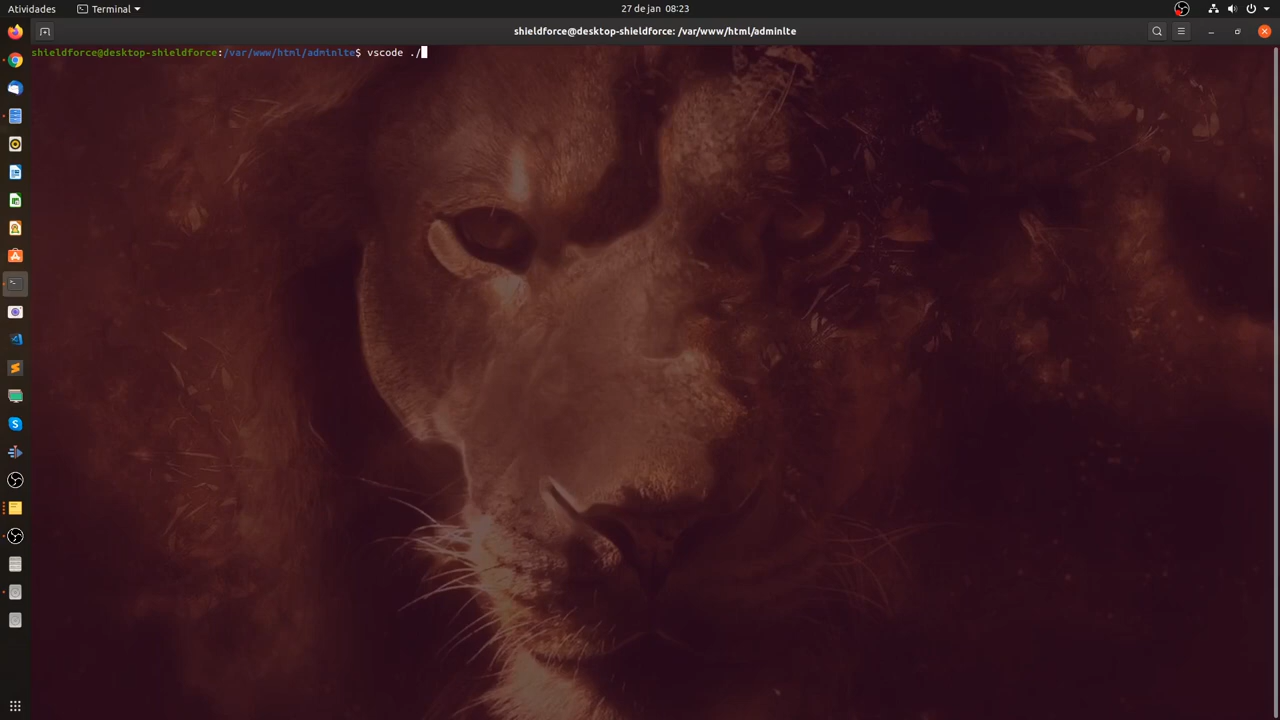 Atividades
Terminal
27 de jan  08:23
shieldforce@desktop-shieldforce: /var/www/html/adminlte
shieldforce@desktop-shieldforce:/var/www/html/adminlte$ vscode ./